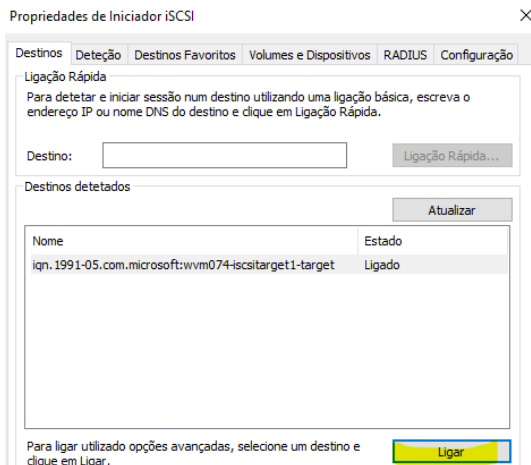 Propriedades de Iniciador iSCSI
Destinos Deteção Destinos Favoritos Volumes e Dispositivos RADIUS Configuração
Ligação Rápida
Para detetar e iniciar sessão num destino utilizando uma ligação básica, escreva o
endereço IP ou nome DNS do destino e clique em Ligação Rápida.
Destino:
Ligação Rápida...
Destinos detetados
Atualizar
Nome Estado
iqn.1991-05.com.microsoft:wvm074-iscsitarget1-target Ligado
Para ligar utilizado opções avançadas, selecione um destino e
clique em Ligar.
Ligar